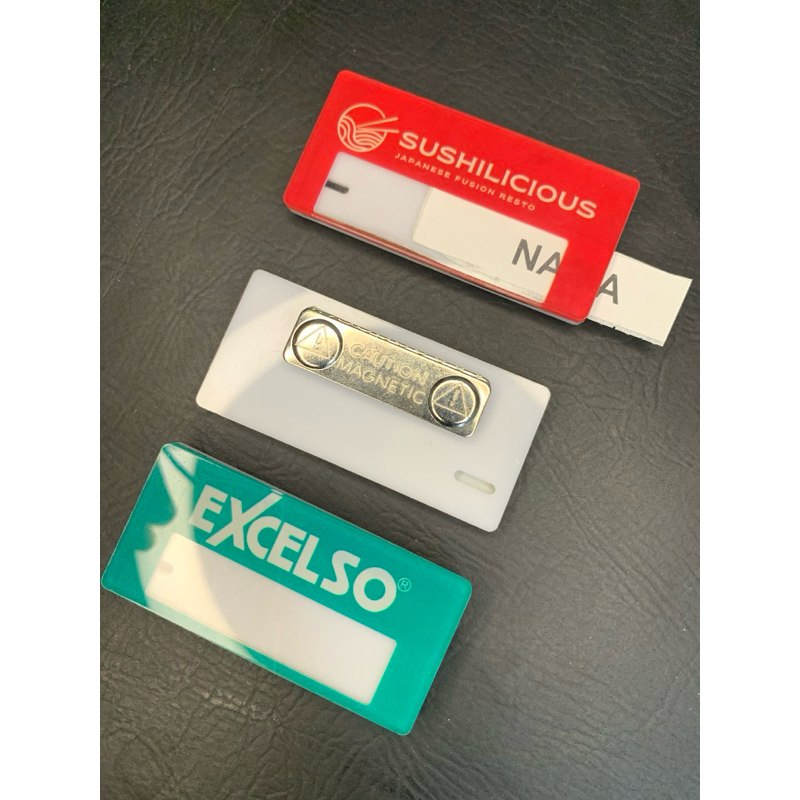 SUSHILICIOUS
JAPANESE FUSION RESTO
CAUTION
MAGNETIC
EXCELSO®